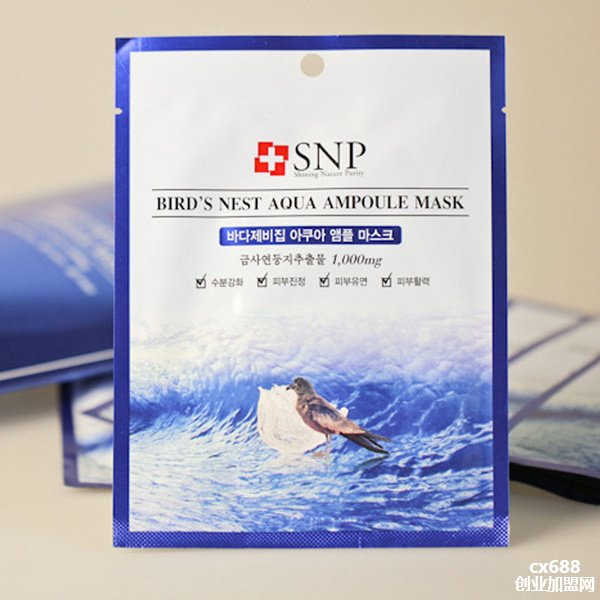 SNP
Shining Nature Purity
BIRD'S NEST AQUA AMPOULE MASK
바다제비집 아쿠아 앰플 마스크
금사연둥지추출물 1,000mg
수분강화 피부진정 피부유연 피부활력
cx688
创业加盟网